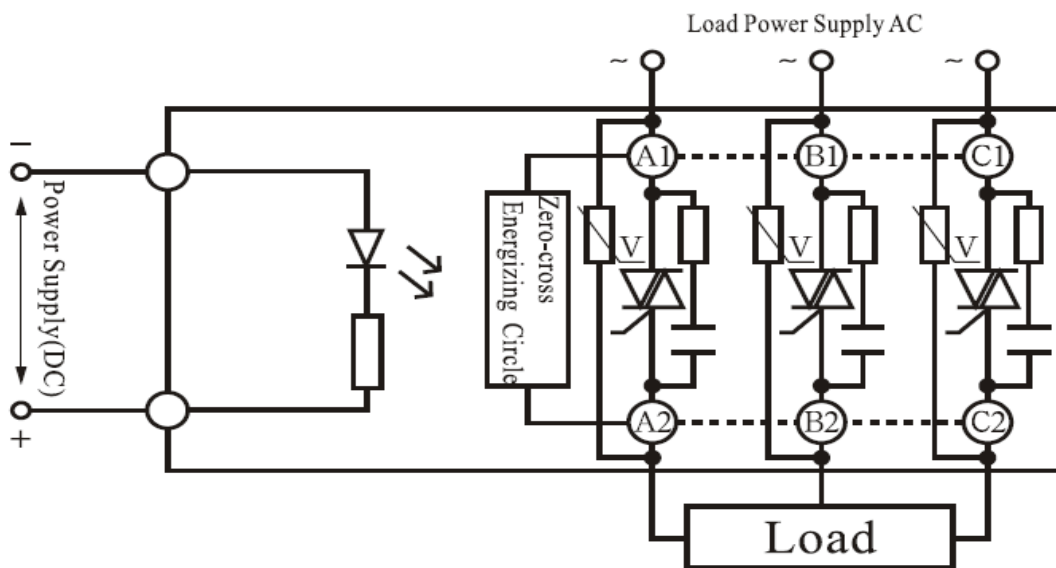 Load Power Supply AC
~ ~ ~
−
Power Supply(DC)
+
Zero-cross
Energizing Circle
A1 B1 C1
V V V
A2 B2 C2
Load